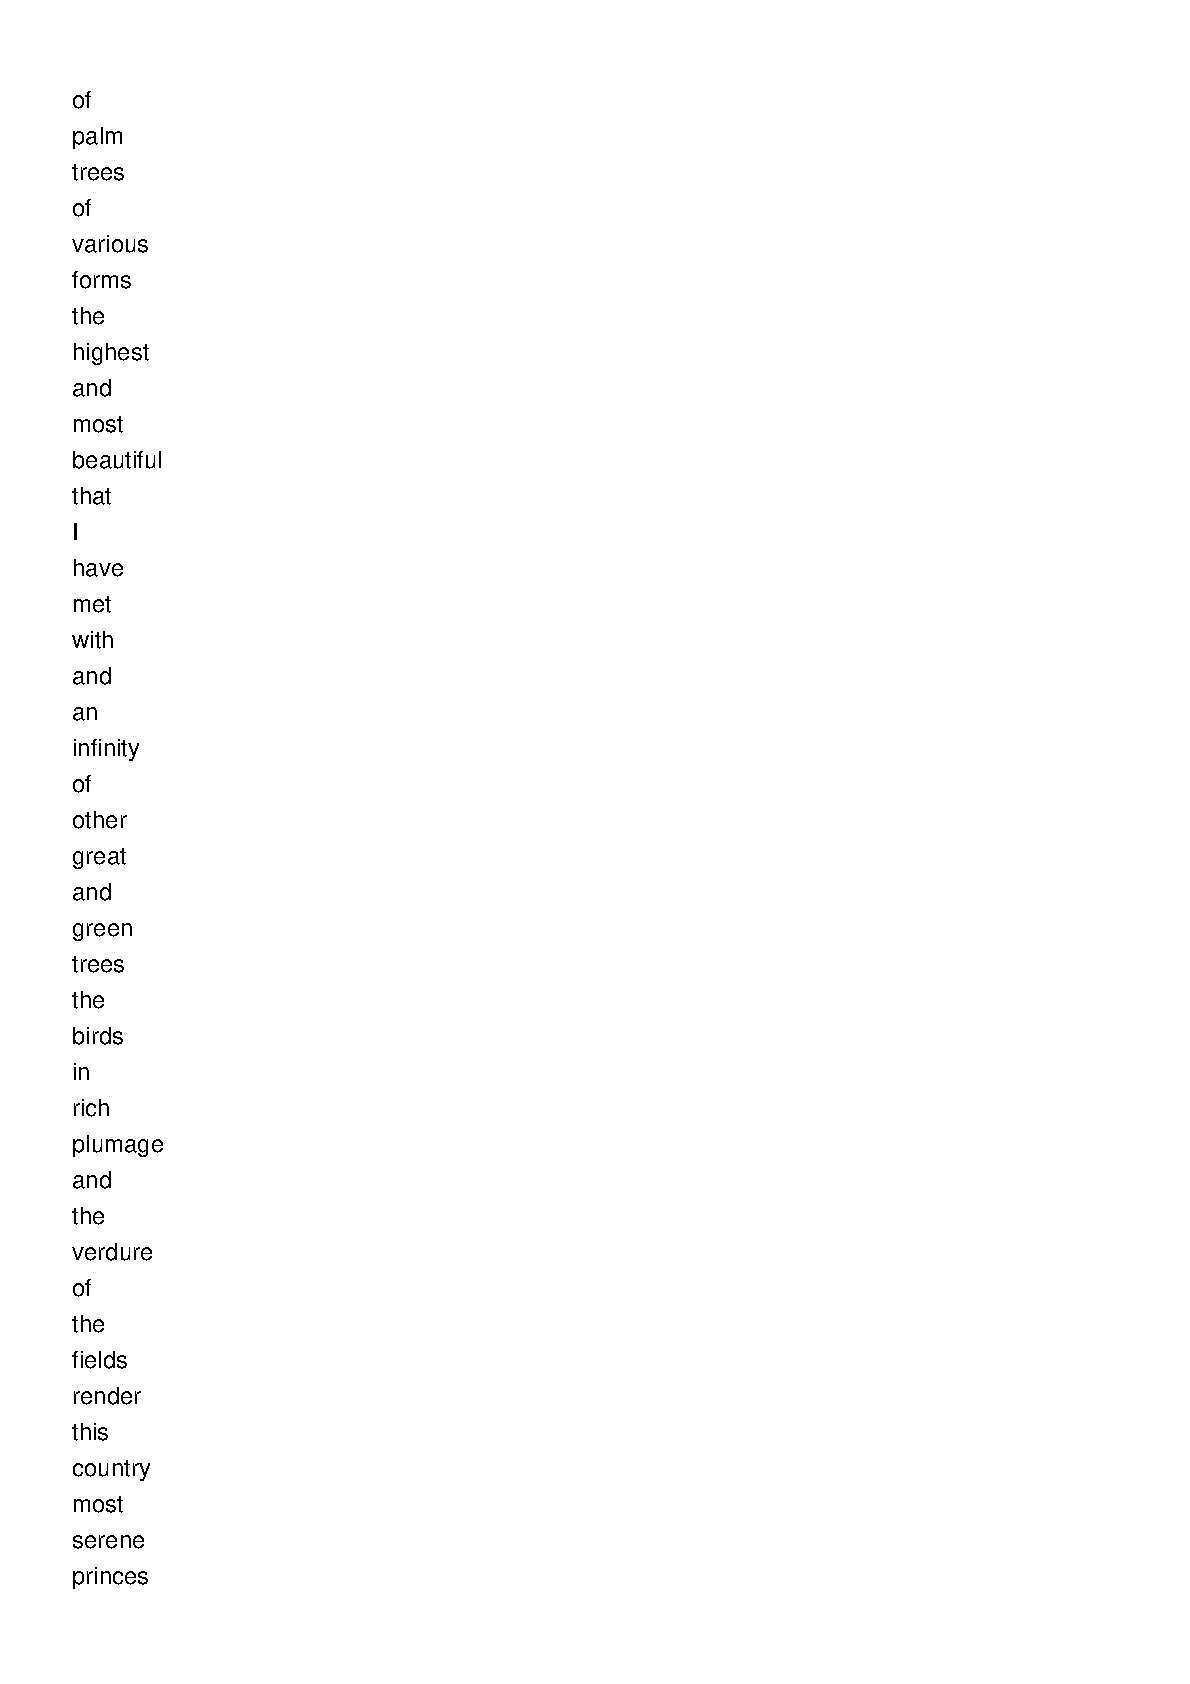 of
palm
trees
of
various
forms
the
highest
and
most
beautiful
that
I
have
met
with
and
an
infinity
of
other
great
and
green
trees
the
birds
in
rich
plumage
and
the
verdure
of
the
fields
render
this
country
most
serene
princes